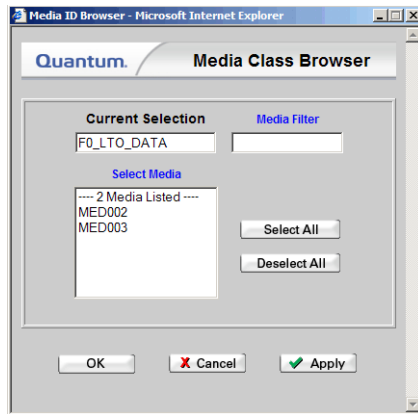 Media ID Browser - Microsoft Internet Explorer
Quantum. Media Class Browser
Current Selection Media Filter
F0_LTO_DATA
Select Media
---- 2 Media Listed ----
MED002
MED003
Select All
Deselect All
OK Cancel Apply